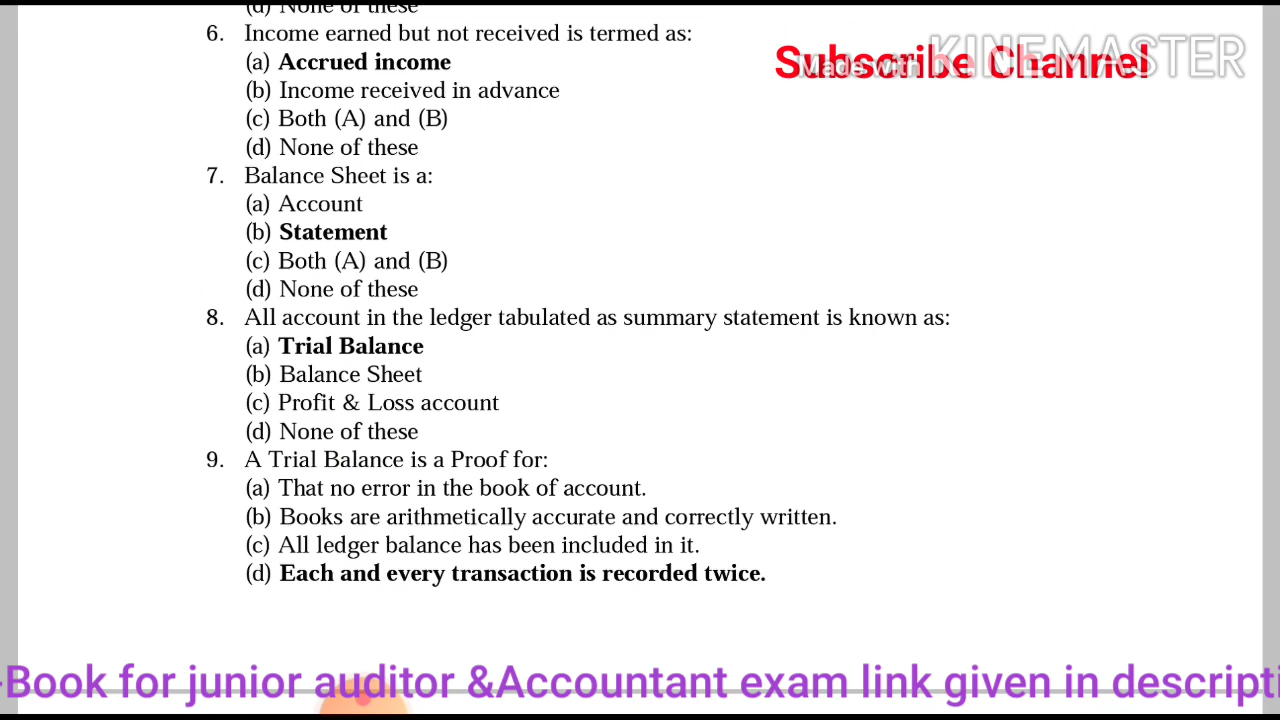 (d) None of these
6. Income earned but not received is termed as:
(a) Accrued income
(b) Income received in advance
(c) Both (A) and (B)
(d) None of these
7. Balance Sheet is a:
(a) Account
(b) Statement
(c) Both (A) and (B)
(d) None of these
8. All account in the ledger tabulated as summary statement is known as:
(a) Trial Balance
(b) Balance Sheet
(c) Profit & Loss account
(d) None of these
9. A Trial Balance is a Proof for:
(a) That no error in the book of account.
(b) Books are arithmetically accurate and correctly written.
(c) All ledger balance has been included in it.
(d) Each and every transaction is recorded twice.
Subscribe Channel
Made with KINEMASTER
-Book for junior auditor &Accountant exam link given in descripti